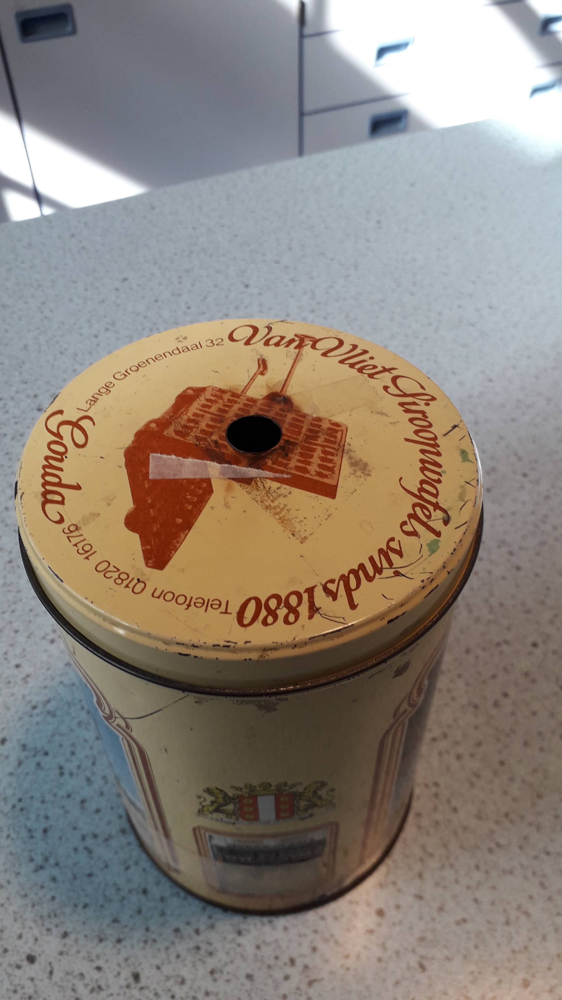 Van Vliet Siroopwafels sinds 1880
Telefoon 01820 16176
Gouda
Lange Groenendaal 32